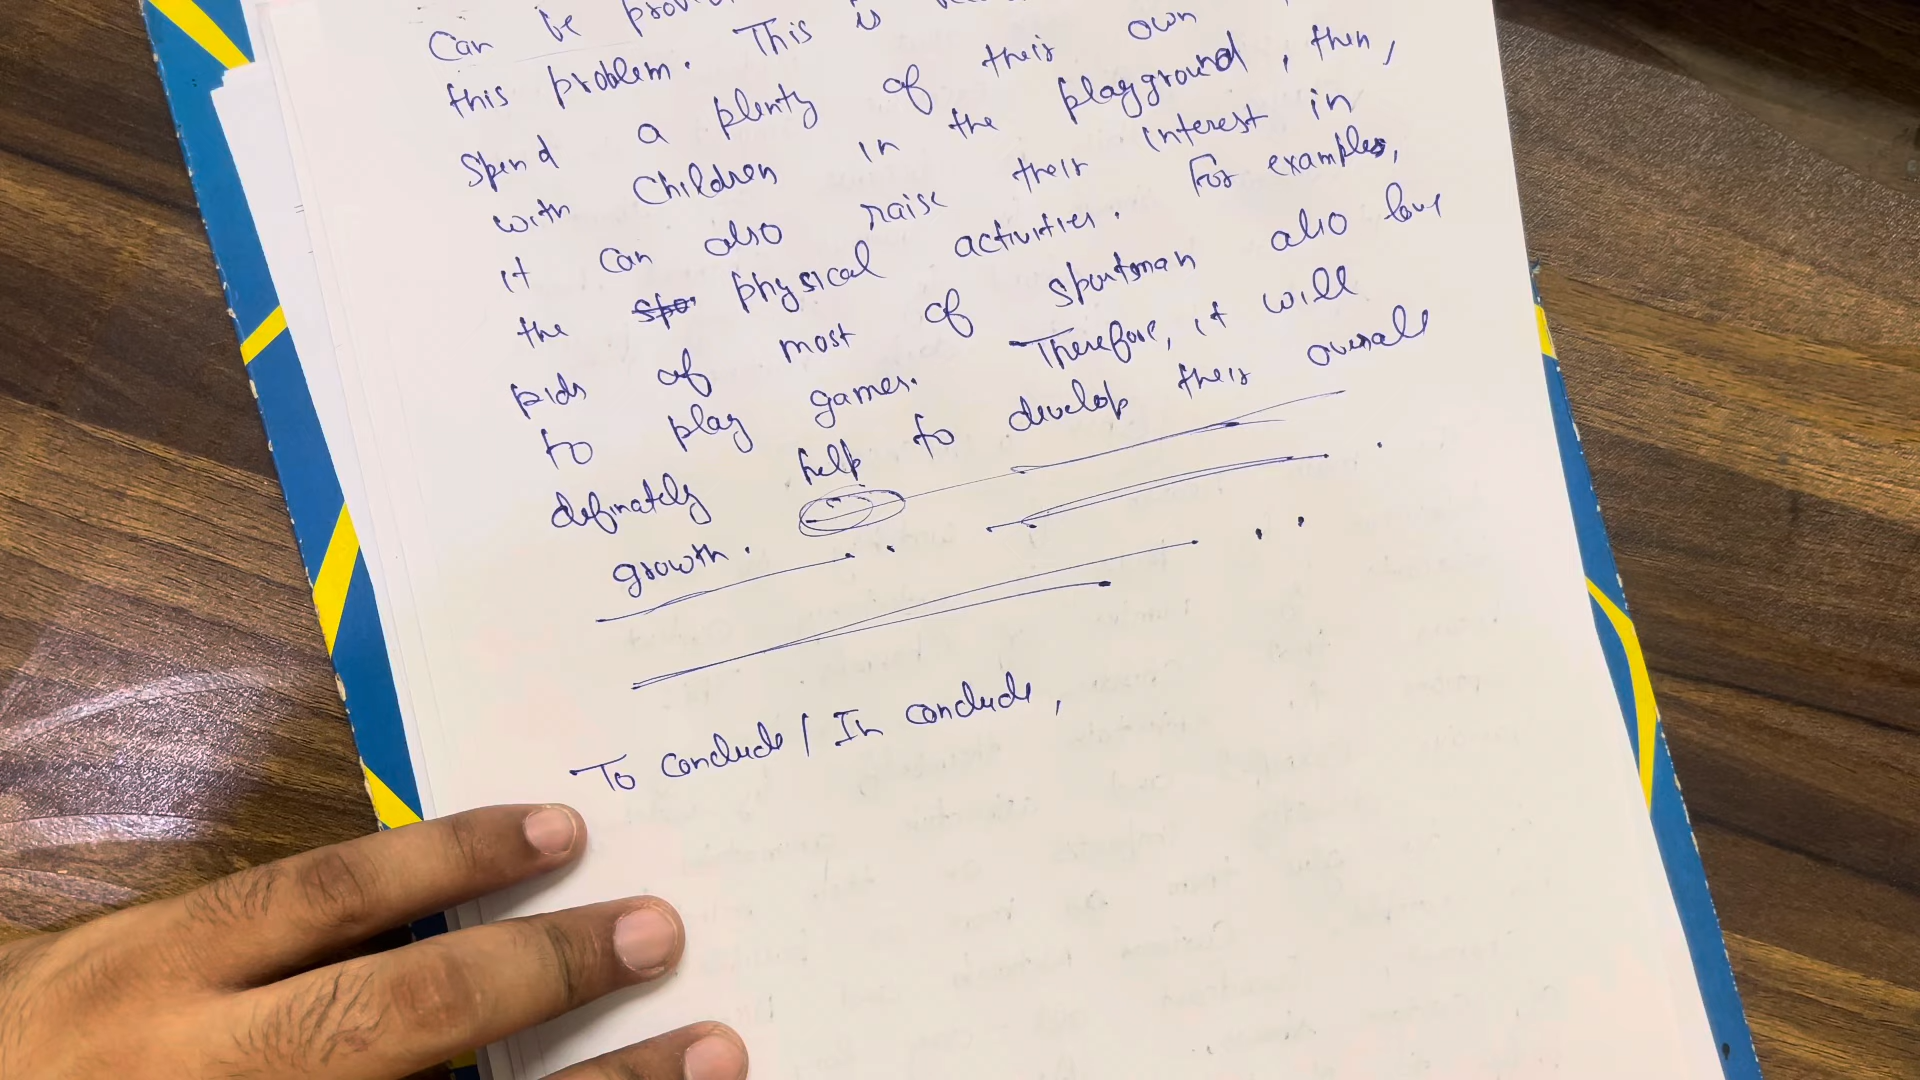 Can be
this problem. This is
spend a plenty of their own
with children in the playground, then,
it can also raise their interest in
the physical activities. For examples,
pids of most of sportsman also love
to play games. Therefore, it will
definately help to develop their overall
growth.
To conclude / In conclude,